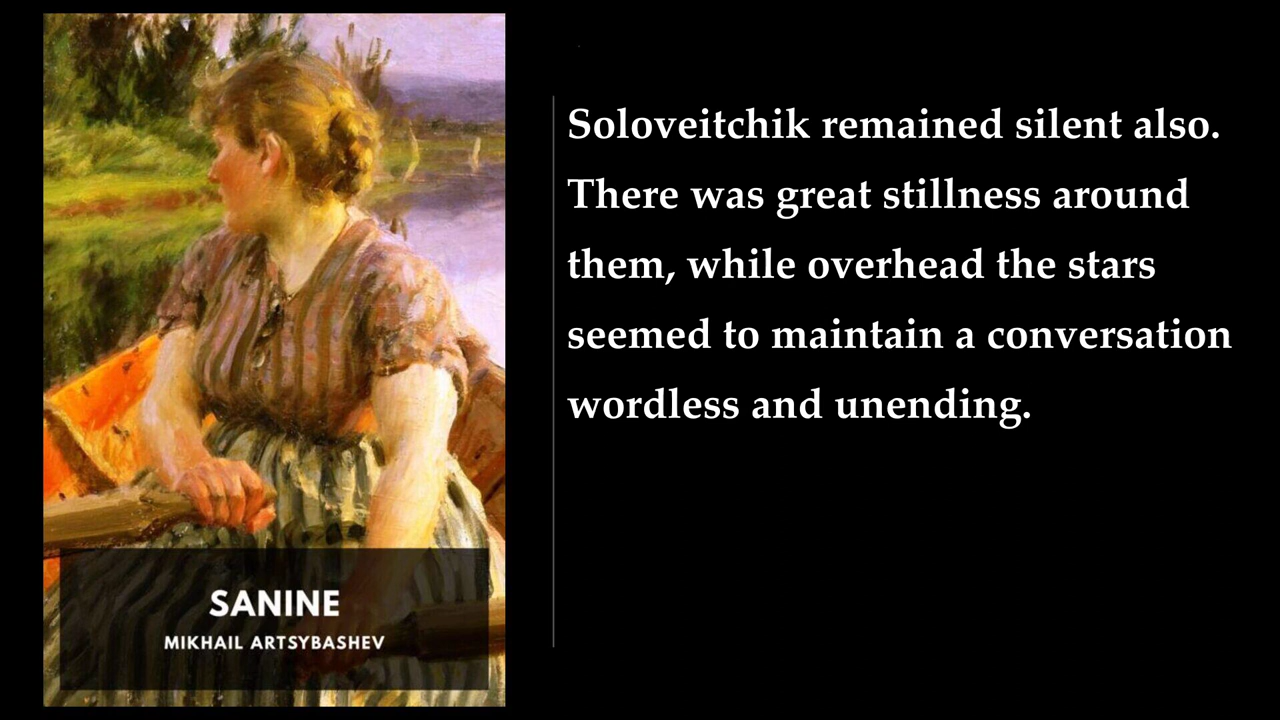 Soloveitchik remained silent also.
There was great stillness around
them, while overhead the stars
seemed to maintain a conversation
wordless and unending.
SANINE
MIKHAIL ARTSYBASHEV